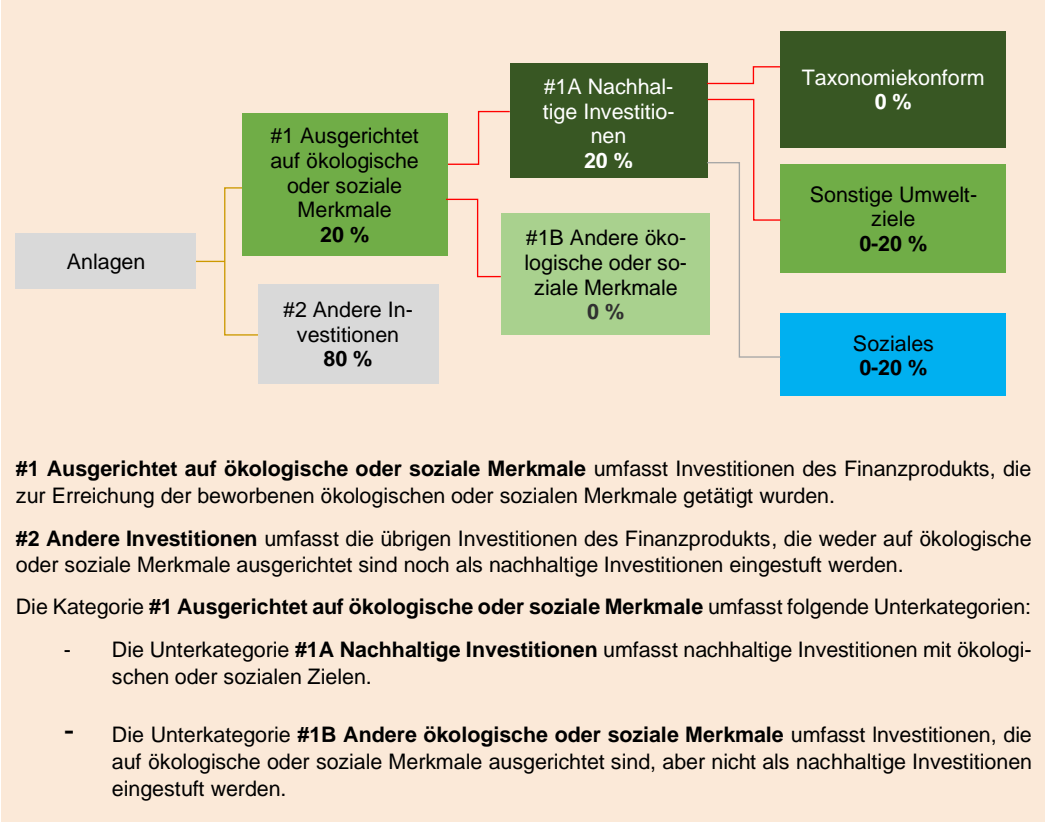 Anlagen
#1 Ausgerichtet
auf ökologische
oder soziale
Merkmale
20 %
#2 Andere In-
vestitionen
80 %
#1A Nachhal-
tige Investitio-
nen
20 %
#1B Andere öko-
logische oder so-
ziale Merkmale
0 %
Taxonomiekonform
0 %
Sonstige Umwelt-
ziele
0-20 %
Soziales
0-20 %
#1 Ausgerichtet auf ökologische oder soziale Merkmale umfasst Investitionen des Finanzprodukts, die
zur Erreichung der beworbenen ökologischen oder sozialen Merkmale getätigt wurden.
#2 Andere Investitionen umfasst die übrigen Investitionen des Finanzprodukts, die weder auf ökologische
oder soziale Merkmale ausgerichtet sind noch als nachhaltige Investitionen eingestuft werden.
Die Kategorie #1 Ausgerichtet auf ökologische oder soziale Merkmale umfasst folgende Unterkategorien:
- Die Unterkategorie #1A Nachhaltige Investitionen umfasst nachhaltige Investitionen mit ökologi-
schen oder sozialen Zielen.
- Die Unterkategorie #1B Andere ökologische oder soziale Merkmale umfasst Investitionen, die
auf ökologische oder soziale Merkmale ausgerichtet sind, aber nicht als nachhaltige Investitionen
eingestuft werden.